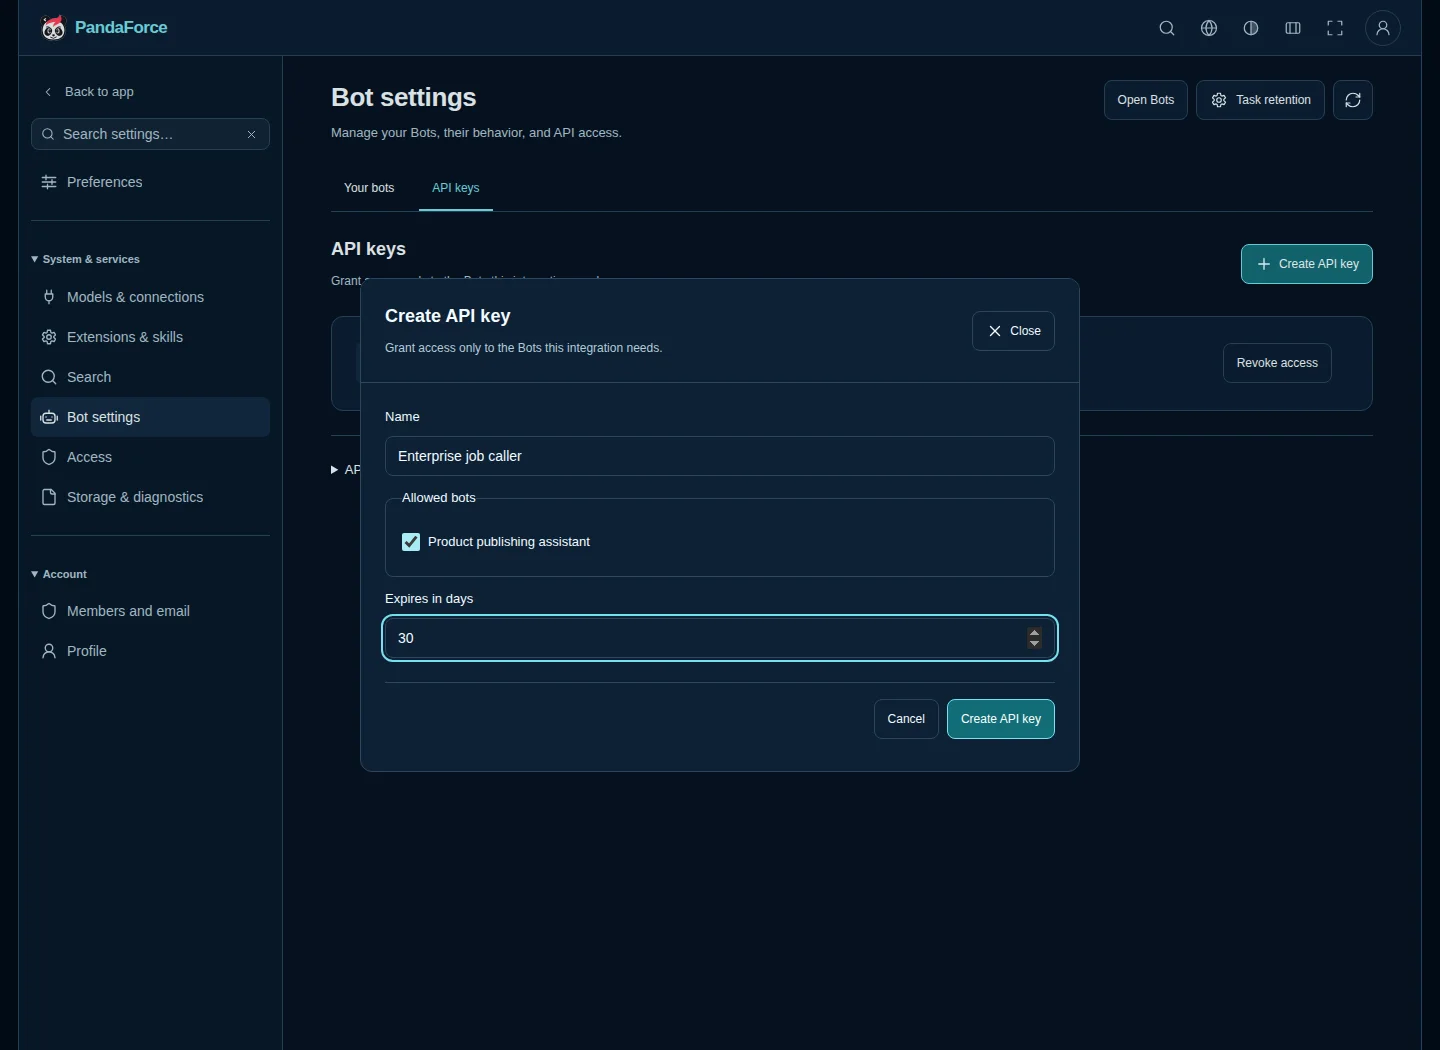 PandaForce
Back to app
Search settings…
Preferences
System & services
Models & connections
Extensions & skills
Search
Bot settings
Access
Storage & diagnostics
Account
Members and email
Profile
Bot settings
Manage your Bots, their behavior, and API access.
Open Bots
Task retention
Your bots
API keys
API keys
Grant
Create API key
Revoke access
Create API key
Grant access only to the Bots this integration needs.
Close
Name
Enterprise job caller
Allowed bots
Product publishing assistant
Expires in days
30
Cancel
Create API key